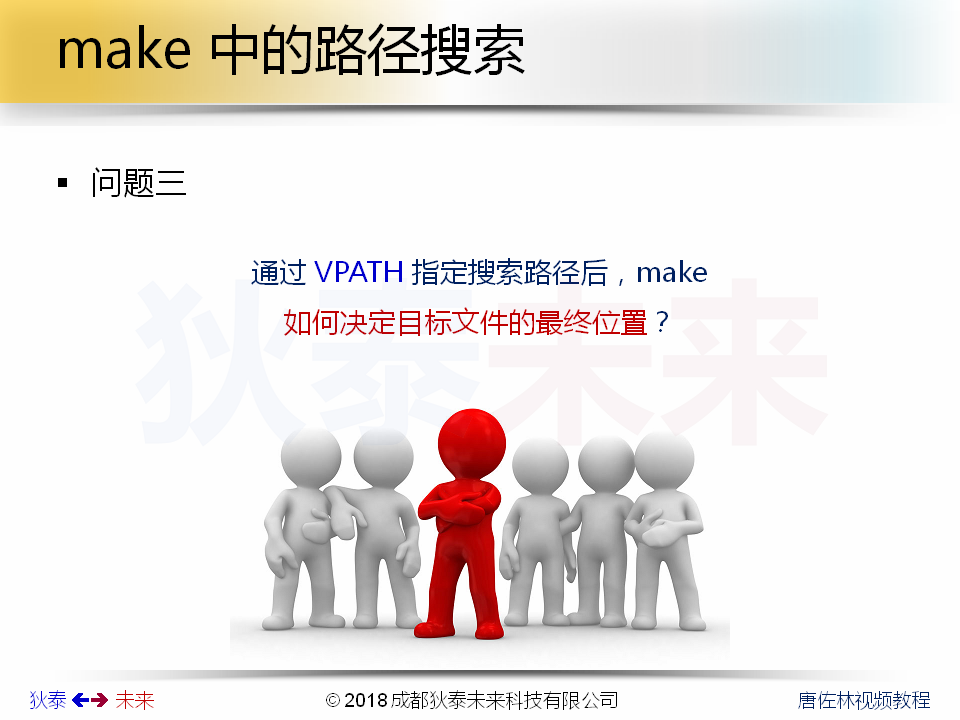 make 中的路径搜索
问题三
通过 VPATH 指定搜索路径后，make
如何决定目标文件的最终位置？
狄泰未来
狄泰 未来
© 2018 成都狄泰未来科技有限公司
唐佐林视频教程